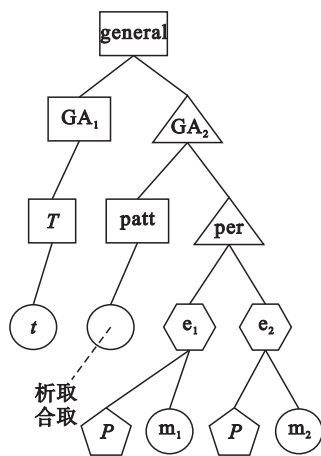 general
GA₁
GA₂
T
patt
per
t
e₁
e₂
析取
合取
P
m₁
P
m₂